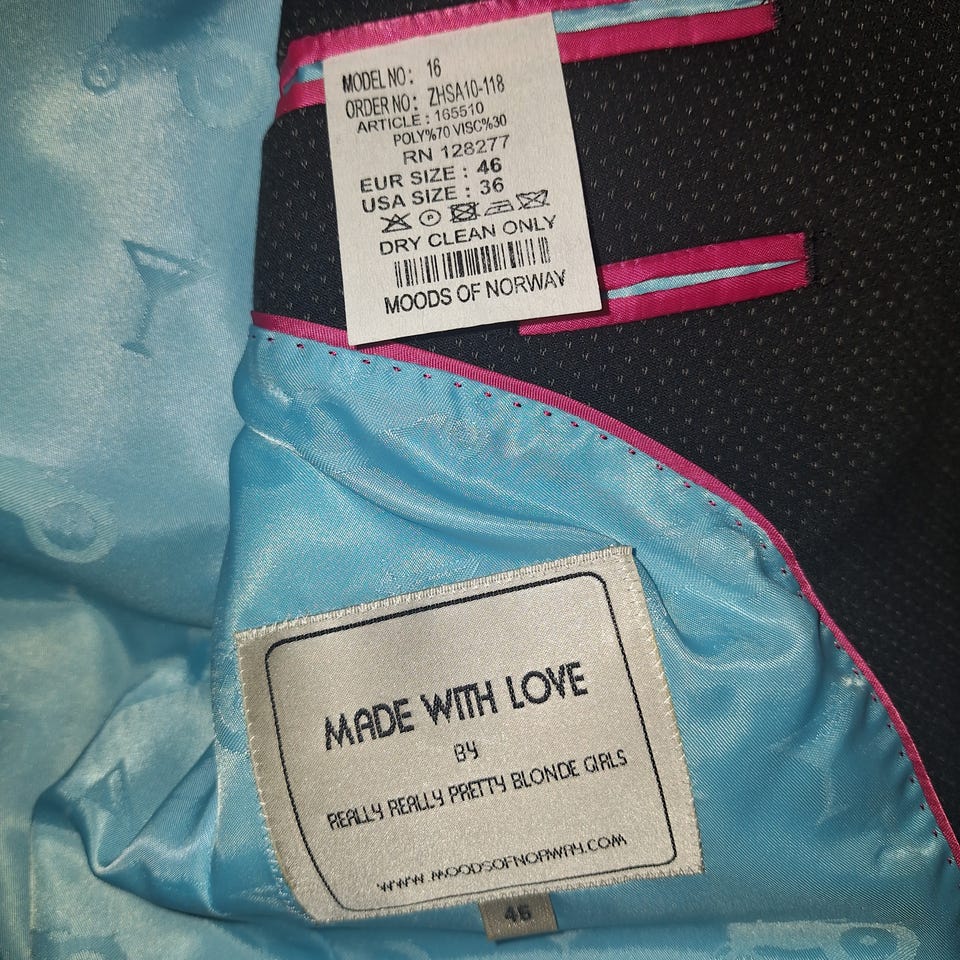 MODEL NO: 16
ORDER NO: ZHSA10-118
ARTICLE : 165510
POLY%70 VISC%30
RN 128277
EUR SIZE : 46
USA SIZE : 36
DRY CLEAN ONLY
MOODS OF NORWAY
MADE WITH LOVE
BY
REALLY REALLY PRETTY BLONDE GIRLS
WWW.MOODSOFNORWAY.COM
46